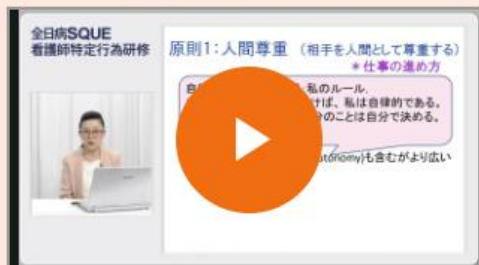 全日病SQUE
看護師特定行為研修
原則1:人間尊重 (相手を人間として尊重する)
*仕事の進め方
自 私のルール.
けば、私は自律的である。
のことは自分で決める。
tonomy)も含むがより広い